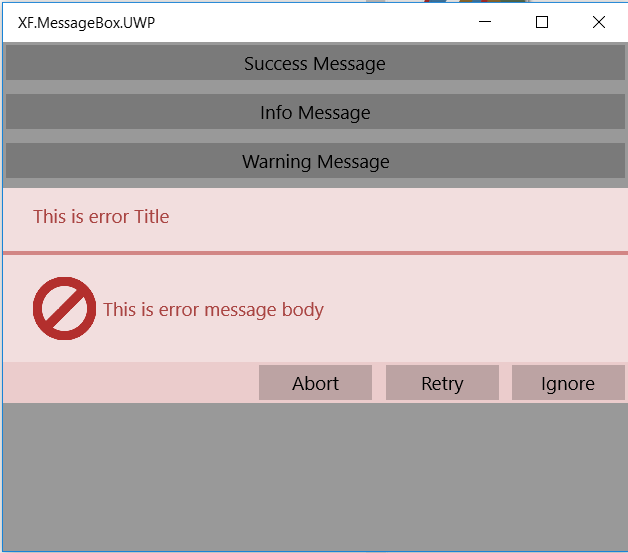 XF.MessageBox.UWP
Success Message
Info Message
Warning Message
This is error Title
This is error message body
Abort Retry Ignore